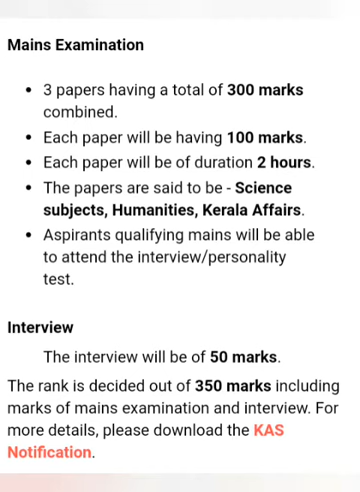 Mains Examination
• 3 papers having a total of 300 marks
combined.
• Each paper will be having 100 marks.
• Each paper will be of duration 2 hours.
• The papers are said to be - Science
subjects, Humanities, Kerala Affairs.
• Aspirants qualifying mains will be able
to attend the interview/personality
test.
Interview
The interview will be of 50 marks.
The rank is decided out of 350 marks including
marks of mains examination and interview. For
more details, please download the KAS
Notification.